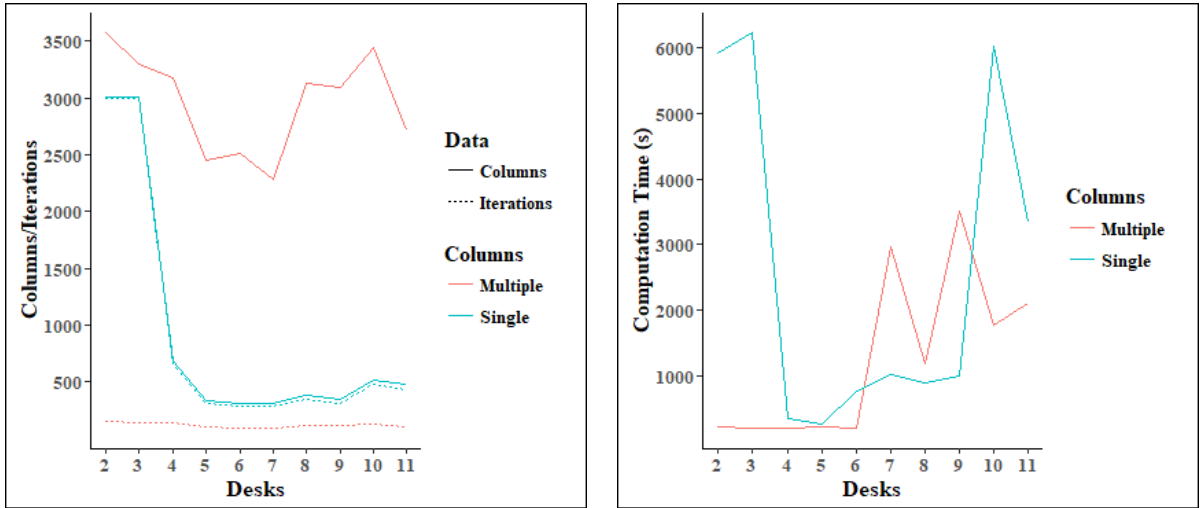 Columns/Iterations
3500
3000
2500
2000
1500
1000
500
2 3 4 5 6 7 8 9 10 11
Desks
Data
Columns
Iterations
Columns
Multiple
Single
Computation Time (s)
6000
5000
4000
3000
2000
1000
2 3 4 5 6 7 8 9 10 11
Desks
Columns
Multiple
Single